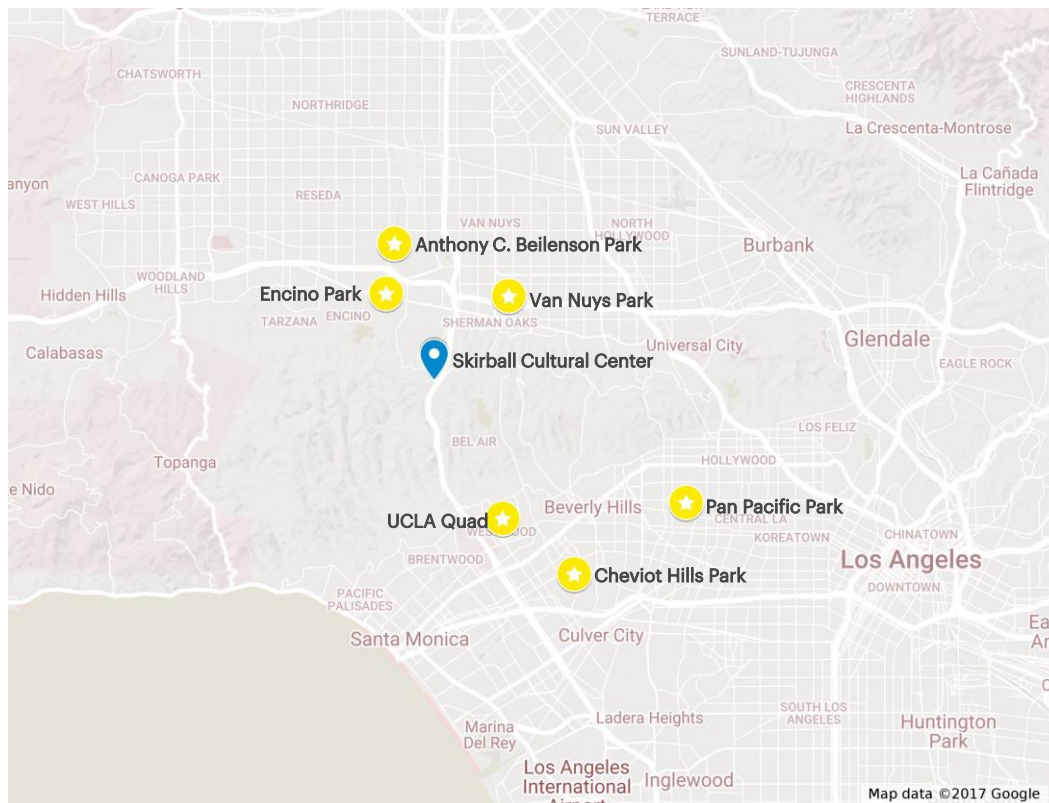 TERRACE
SUNLAND-TUJUNGA
CHATSWORTH
CRESCENTA
HIGHLANDS
NORTHRIDGE
SUN VALLEY
La Crescenta-Montrose
La Cañada
Flintridge
CANOGA PARK
anyon
RESEDA
WEST HILLS
VAN NUYS
NORTH
HOLLYWOOD
Anthony C. Beilenson Park
Burbank
WOODLAND
HILLS
Hidden Hills
Encino Park
Van Nuys Park
ENCINO
TARZANA
SHERMAN OAKS
Glendale
Universal City
Calabasas
Skirball Cultural Center
EAGLE ROCK
LOS FELIZ
BEL AIR
HOLLYWOOD
Topanga
e Nido
Beverly Hills
Pan Pacific Park
CENTRAL LA
UCLA Quad
KOREATOWN
CHINATOWN
BRENTWOOD
Los Angeles
Cheviot Hills Park
DOWNTOWN
PACIFIC
PALISADES
Santa Monica
Culver City
Ea
Ar
SOUTH LOS
ANGELES
Ladera Heights
Huntington
Park
Marina
Del Rey
Los Angeles
International
Airport
Inglewood
Map data ©2017 Google